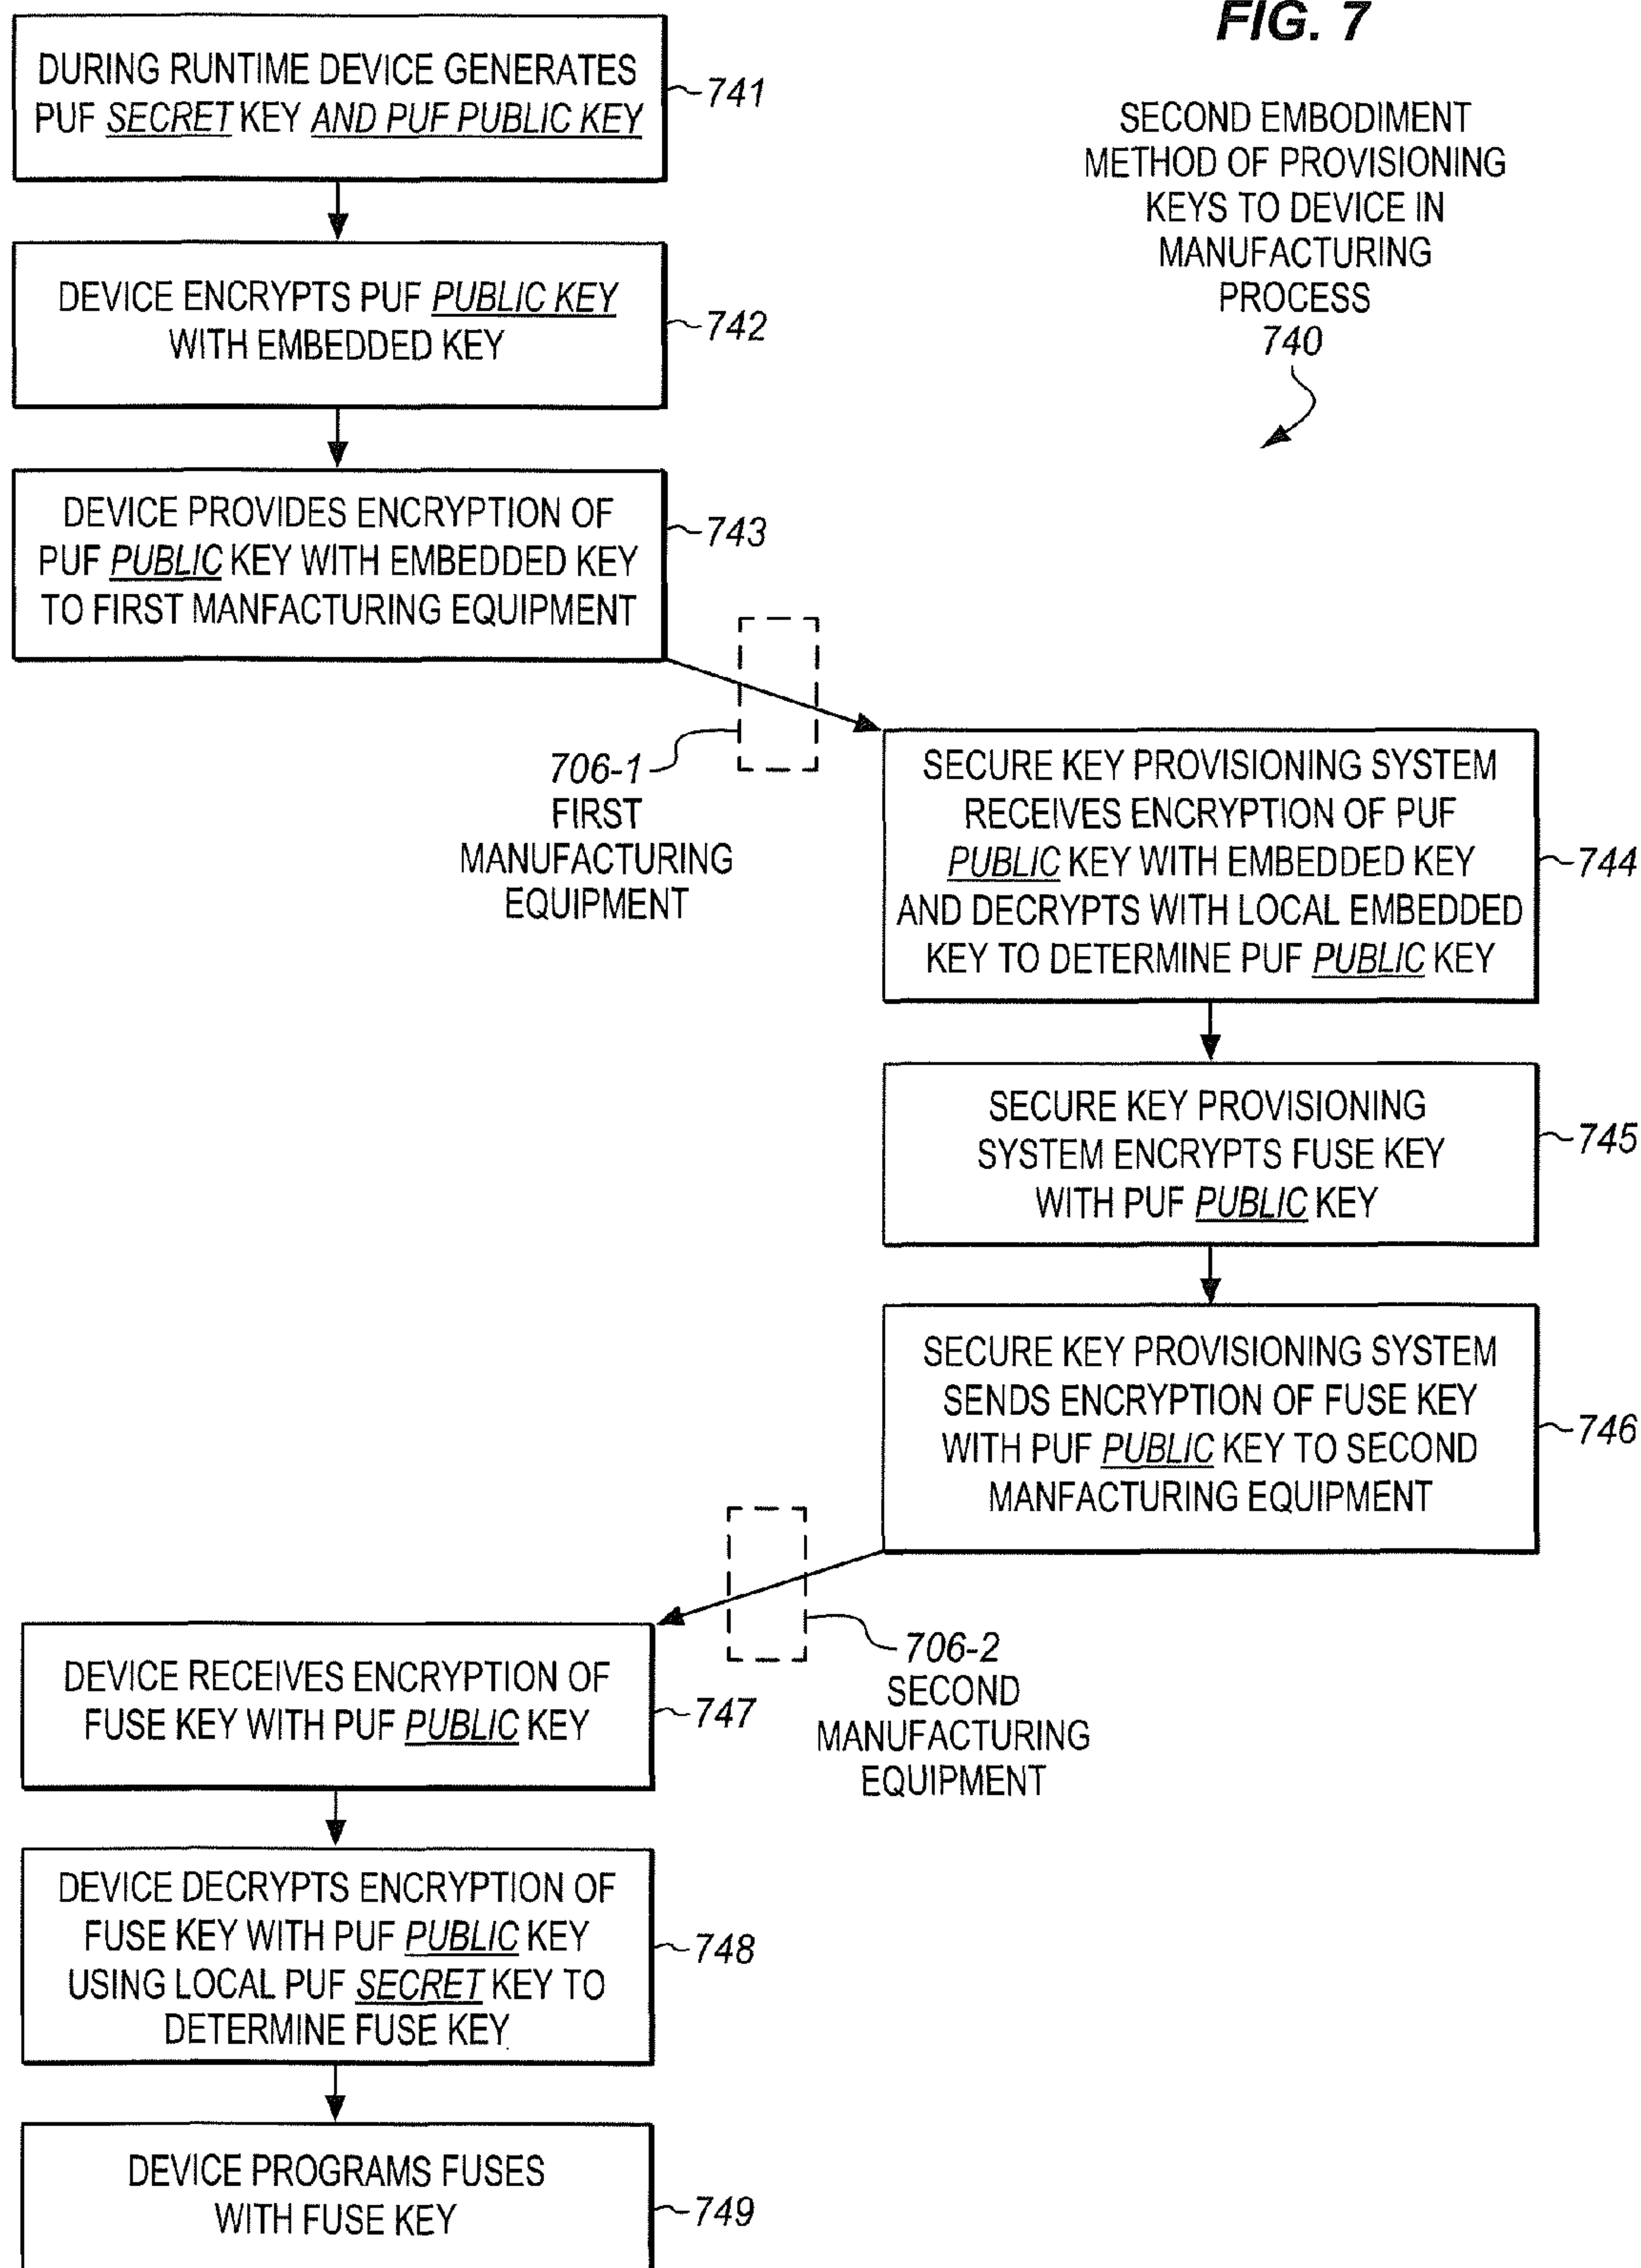 FIG. 7
SECOND EMBODIMENT
METHOD OF PROVISIONING
KEYS TO DEVICE IN
MANUFACTURING
PROCESS
740
DURING RUNTIME DEVICE GENERATES
PUF SECRET KEY AND PUF PUBLIC KEY
741
DEVICE ENCRYPTS PUF PUBLIC KEY
WITH EMBEDDED KEY
742
DEVICE PROVIDES ENCRYPTION OF
PUF PUBLIC KEY WITH EMBEDDED KEY
TO FIRST MANFACTURING EQUIPMENT
743
706-1
FIRST
MANUFACTURING
EQUIPMENT
SECURE KEY PROVISIONING SYSTEM
RECEIVES ENCRYPTION OF PUF
PUBLIC KEY WITH EMBEDDED KEY
AND DECRYPTS WITH LOCAL EMBEDDED
KEY TO DETERMINE PUF PUBLIC KEY
744
SECURE KEY PROVISIONING
SYSTEM ENCRYPTS FUSE KEY
WITH PUF PUBLIC KEY
745
SECURE KEY PROVISIONING SYSTEM
SENDS ENCRYPTION OF FUSE KEY
WITH PUF PUBLIC KEY TO SECOND
MANFACTURING EQUIPMENT
746
706-2
SECOND
MANUFACTURING
EQUIPMENT
DEVICE RECEIVES ENCRYPTION OF
FUSE KEY WITH PUF PUBLIC KEY
747
DEVICE DECRYPTS ENCRYPTION OF
FUSE KEY WITH PUF PUBLIC KEY
USING LOCAL PUF SECRET KEY TO
DETERMINE FUSE KEY
748
DEVICE PROGRAMS FUSES
WITH FUSE KEY
749